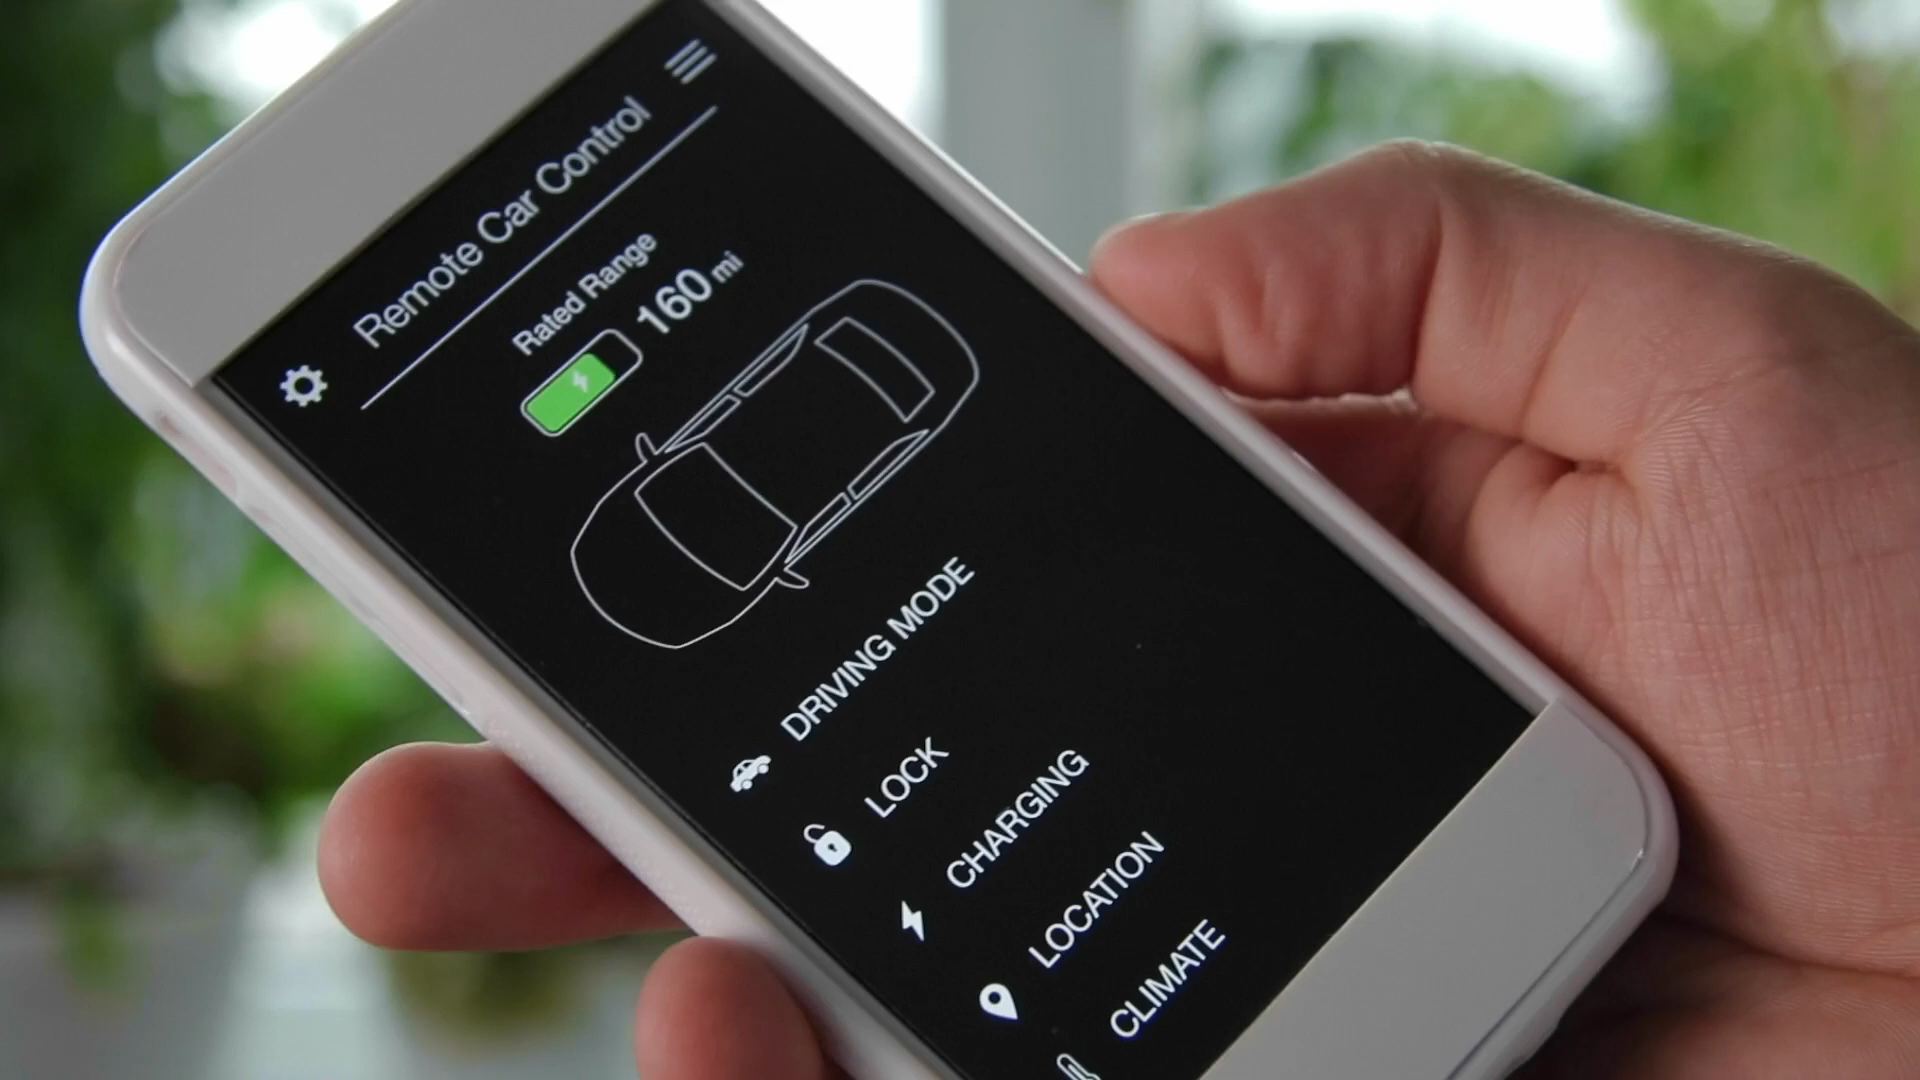 Remote Car Control
Rated Range
160 mi
DRIVING MODE
LOCK
CHARGING
LOCATION
CLIMATE